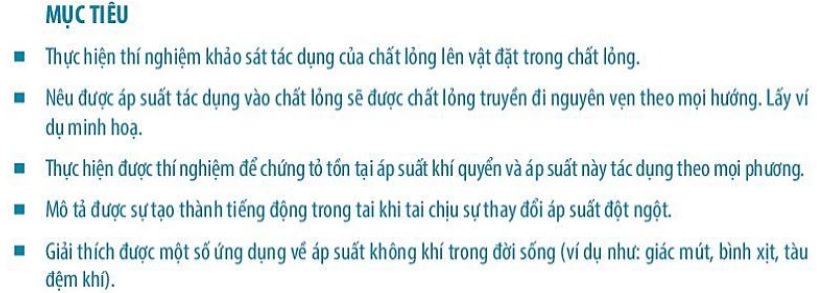 MỤC TIÊU
■ Thực hiện thí nghiệm khảo sát tác dụng của chất lỏng lên vật đặt trong chất lỏng.
■ Nêu được áp suất tác dụng vào chất lỏng sẽ được chất lỏng truyền đi nguyên vẹn theo mọi hướng. Lấy ví
dụ minh hoạ.
■ Thực hiện được thí nghiệm để chứng tỏ tồn tại áp suất khí quyển và áp suất này tác dụng theo mọi phương.
■ Mô tả được sự tạo thành tiếng động trong tai khi tai chịu sự thay đổi áp suất đột ngột.
■ Giải thích được một số ứng dụng về áp suất không khí trong đời sống (ví dụ như: giác mút, bình xịt, tàu
đệm khí).